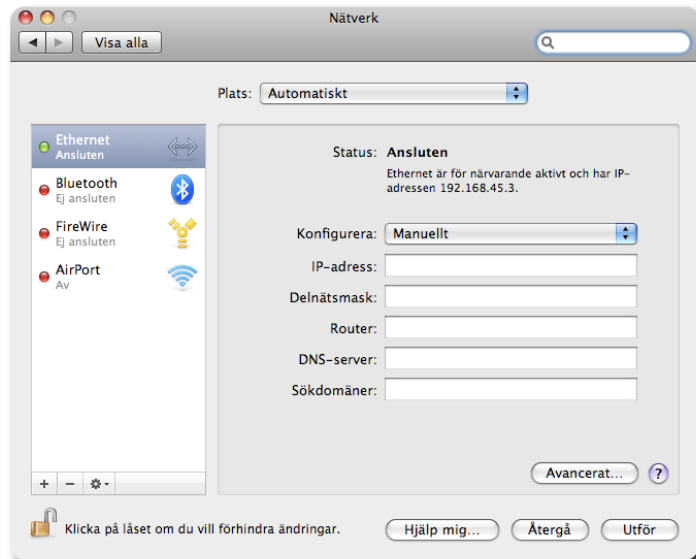 Nätverk
Visa alla
Plats: Automatiskt
Ethernet
Ansluten
Bluetooth
Ej ansluten
FireWire
Ej ansluten
AirPort
Av
Status: Ansluten
Ethernet är för närvarande aktivt och har IP-
adressen 192.168.45.3.
Konfigurera: Manuellt
IP-adress:
Delnätsmask:
Router:
DNS-server:
Sökdomäner:
Avancerat... ?
Klicka på låset om du vill förhindra ändringar.
Hjälp mig... Återgå Utför